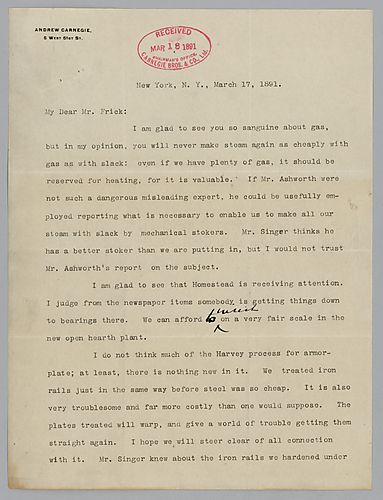 ANDREW CARNEGIE,
5 West 51st St.
RECEIVED
MAR 18 1891
CHAIRMAN'S OFFICE,
CARNEGIE BROS. & CO., Ltd.
New York, N. Y., March 17, 1891.
My Dear Mr. Frick:
I am glad to see you so sanguine about gas,
but in my opinion, you will never make steam again as cheaply with
gas as with slack: even if we have plenty of gas, it should be
reserved for heating, for it is valuable. If Mr. Ashworth were
not such a dangerous misleading expert, he could be usefully em-
ployed reporting what is necessary to enable us to make all our
steam with slack by mechanical stokers. Mr. Singer thinks he
has a better stoker than we are putting in, but I would not trust
Mr. Ashworth's report on the subject.
I am glad to see that Homestead is receiving attention.
I judge from the newspaper items somebody is getting things down
to bearings there. We can afford to on a very fair scale in the
new open hearth plant.
I do not think much of the Harvey process for armor-
plate; at least, there is nothing new in it. We treated iron
rails just in the same way before steel was so cheap. It is also
very troublesome and far more costly than one would suppose. The
plates treated will warp, and give a world of trouble getting them
straight again. I hope we will steer clear of all connection
with it. Mr. Singer knew about the iron rails we hardened under